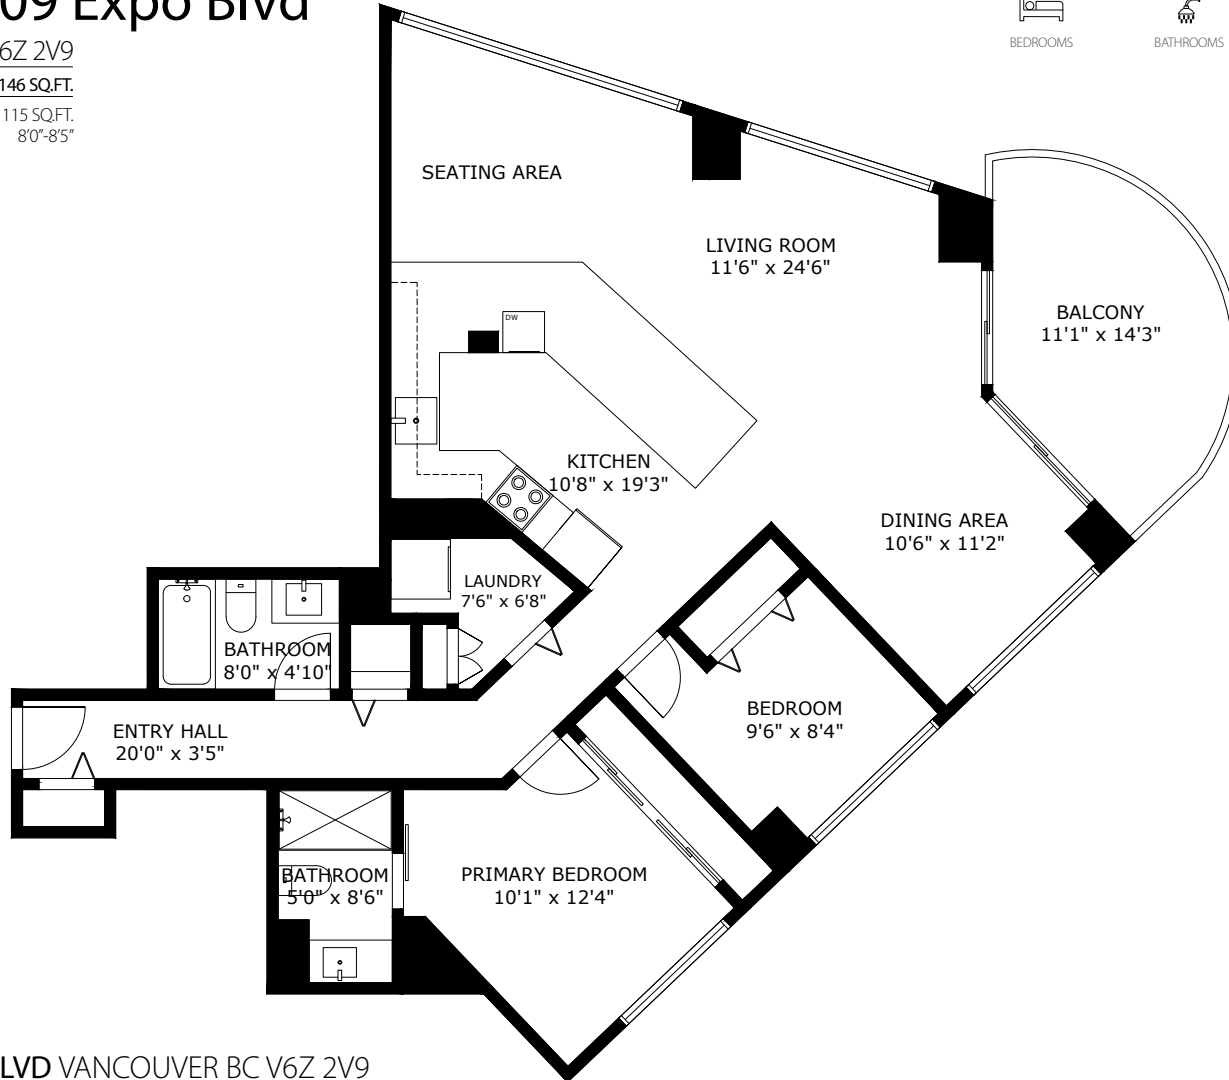 09 Expo Blvd
6Z 2V9
146 SQ.FT.
115 SQ.FT.
8'0"-8'5"
BEDROOMS
BATHROOMS
SEATING AREA
LIVING ROOM
11'6" x 24'6"
BALCONY
11'1" x 14'3"
DW
KITCHEN
10'8" x 19'3"
DINING AREA
10'6" x 11'2"
LAUNDRY
7'6" x 6'8"
BATHROOM
8'0" x 4'10"
BEDROOM
9'6" x 8'4"
ENTRY HALL
20'0" x 3'5"
BATHROOM
5'0" x 8'6"
PRIMARY BEDROOM
10'1" x 12'4"
LVD VANCOUVER BC V6Z 2V9